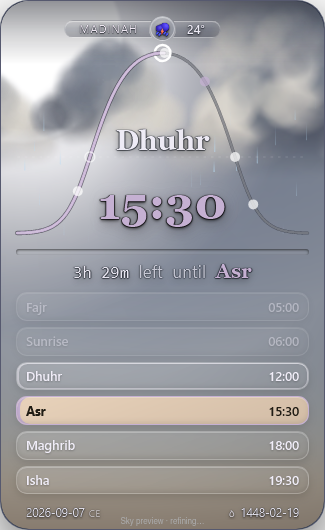 MADINAH 24°
Dhuhr
15:30
3h 29m left until Asr
Fajr 05:00
Sunrise 06:00
Dhuhr 12:00
Asr 15:30
Maghrib 18:00
Isha 19:30
2026-09-07 CE 1448-02-19
Sky preview · refining...